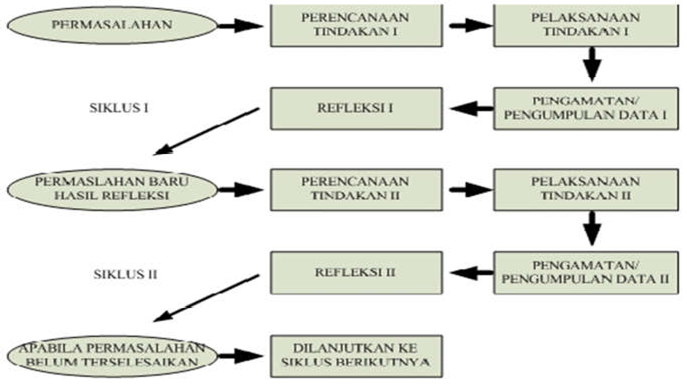 PERMASALAHAN
PERENCANAAN
TINDAKAN I
PELAKSANAAN
TINDAKAN I
SIKLUS I
REFLEKSI I
PENGAMATAN/
PENGUMPULAN DATA I
PERMASLAHAN BARU
HASIL REFLEKSI
PERENCANAAN
TINDAKAN II
PELAKSANAAN
TINDAKAN II
SIKLUS II
REFLEKSI II
PENGAMATAN/
PENGUMPULAN DATA II
APABILA PERMASALAHAN
BELUM TERSELESAIKAN
DILANJUTKAN KE
SIKLUS BERIKUTNYA